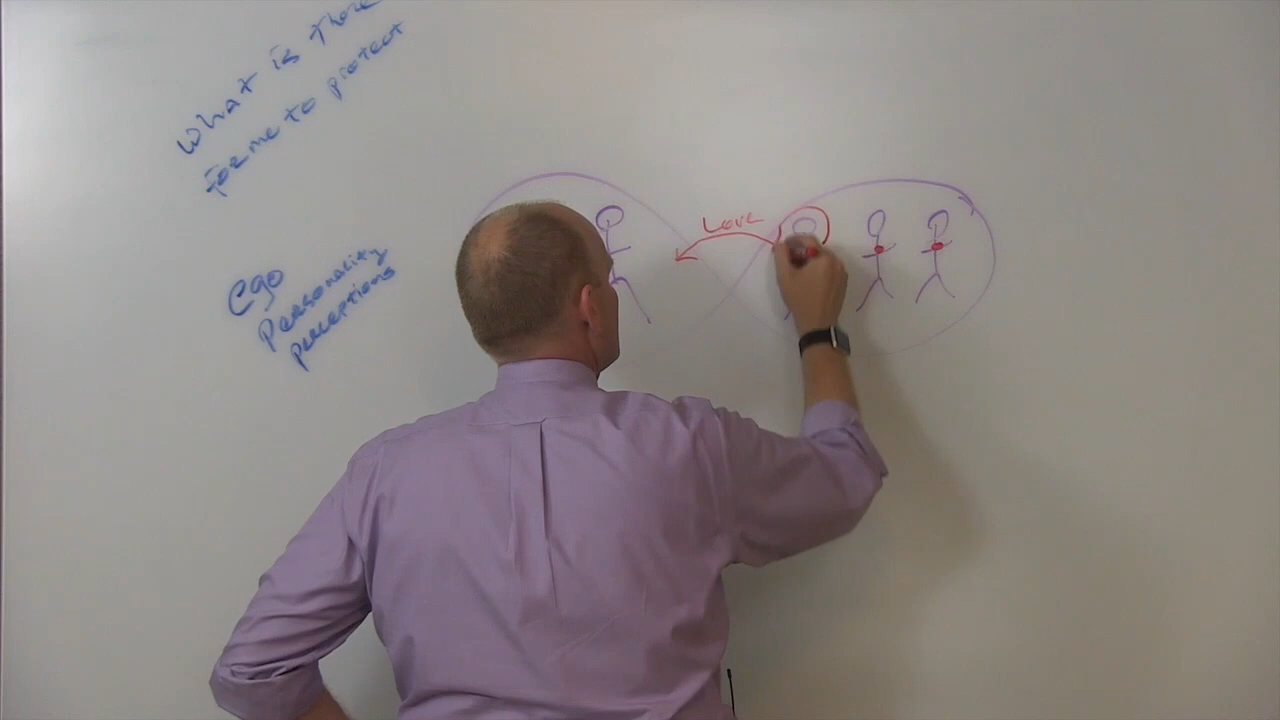 What is there
for me to protect
Ego
Personality
perceptions
Love